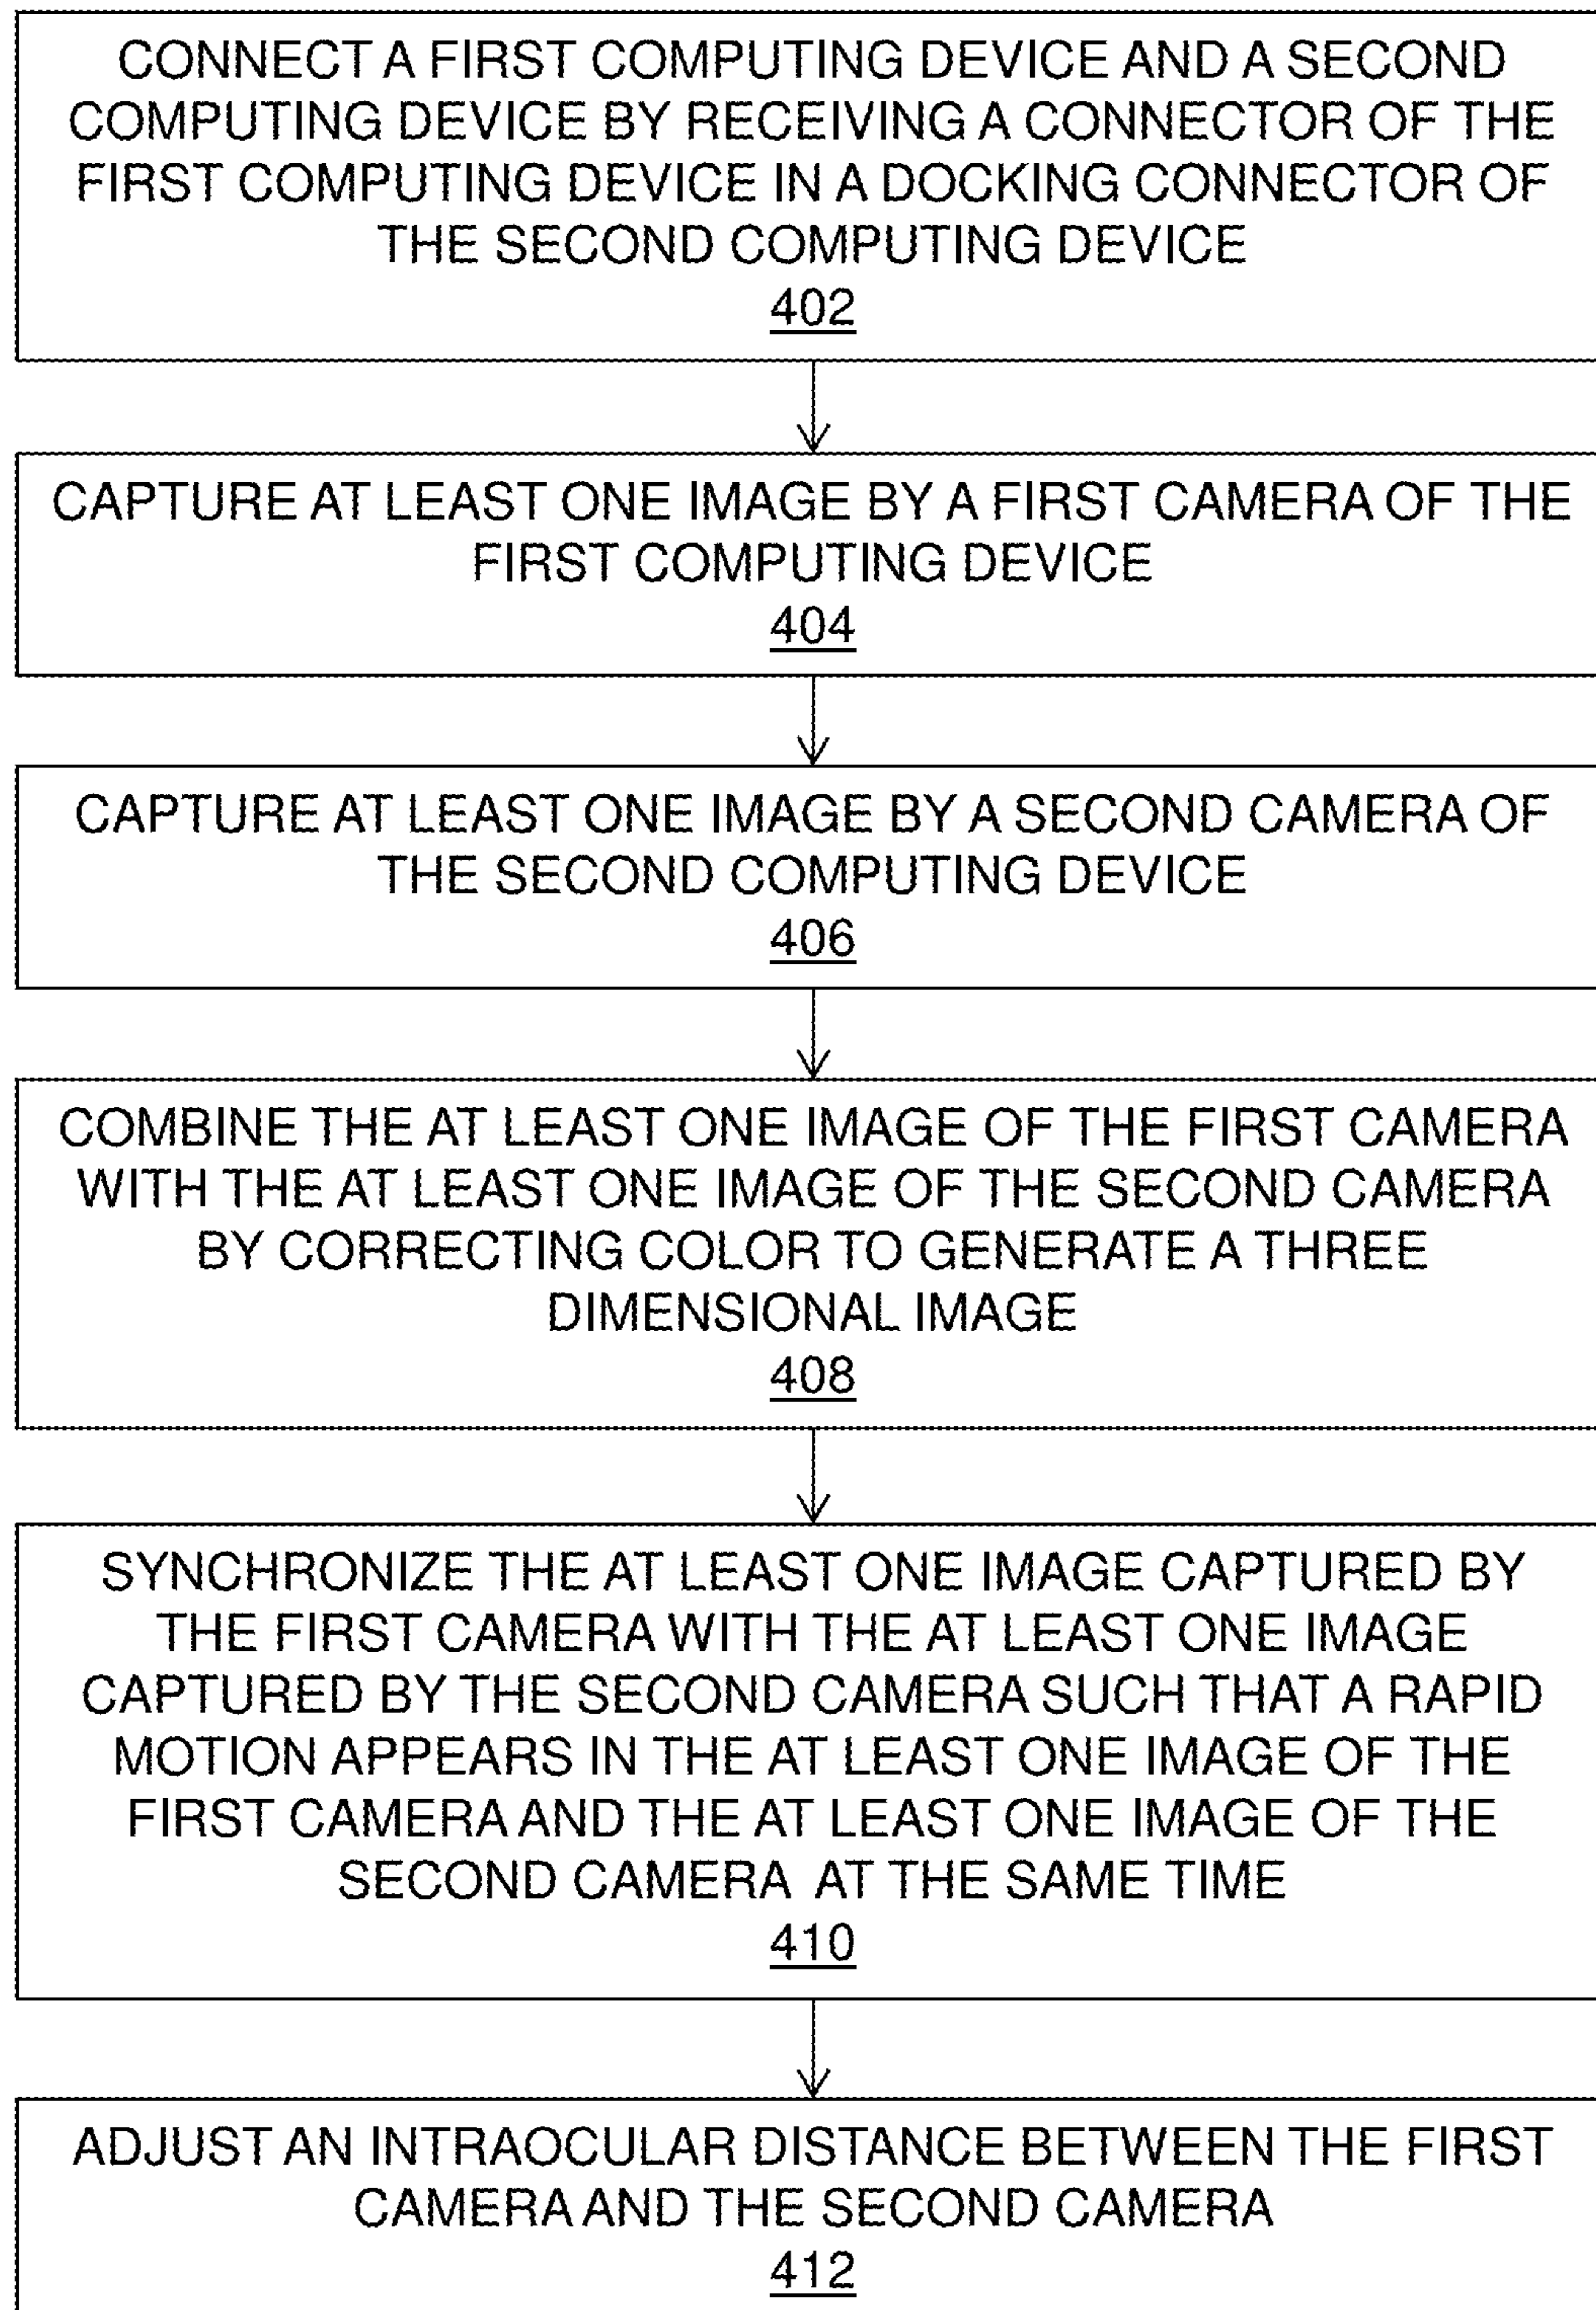 CONNECT A FIRST COMPUTING DEVICE AND A SECOND
COMPUTING DEVICE BY RECEIVING A CONNECTOR OF THE
FIRST COMPUTING DEVICE IN A DOCKING CONNECTOR OF
THE SECOND COMPUTING DEVICE
402
CAPTURE AT LEAST ONE IMAGE BY A FIRST CAMERA OF THE
FIRST COMPUTING DEVICE
404
CAPTURE AT LEAST ONE IMAGE BY A SECOND CAMERA OF
THE SECOND COMPUTING DEVICE
406
COMBINE THE AT LEAST ONE IMAGE OF THE FIRST CAMERA
WITH THE AT LEAST ONE IMAGE OF THE SECOND CAMERA
BY CORRECTING COLOR TO GENERATE A THREE
DIMENSIONAL IMAGE
408
SYNCHRONIZE THE AT LEAST ONE IMAGE CAPTURED BY
THE FIRST CAMERA WITH THE AT LEAST ONE IMAGE
CAPTURED BY THE SECOND CAMERA SUCH THAT A RAPID
MOTION APPEARS IN THE AT LEAST ONE IMAGE OF THE
FIRST CAMERA AND THE AT LEAST ONE IMAGE OF THE
SECOND CAMERA AT THE SAME TIME
410
ADJUST AN INTRAOCULAR DISTANCE BETWEEN THE FIRST
CAMERA AND THE SECOND CAMERA
412